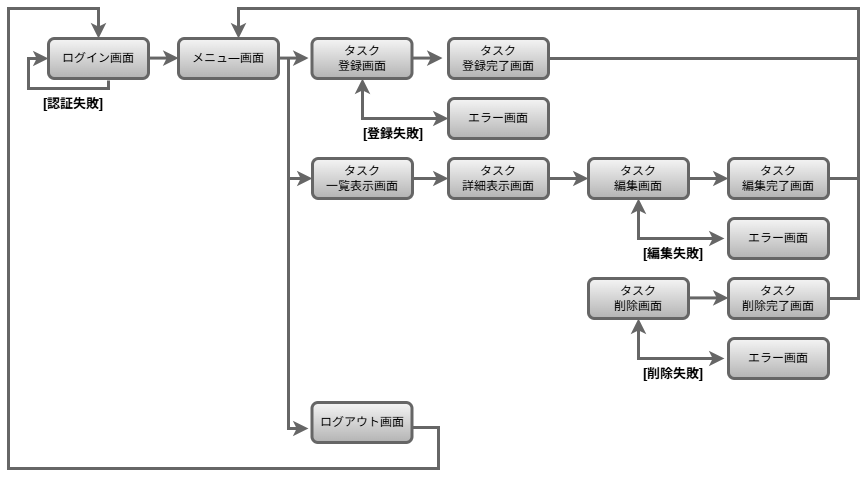 ログイン画面
メニュー画面
タスク
登録画面
タスク
登録完了画面
[認証失敗]
エラー画面
[登録失敗]
タスク
一覧表示画面
タスク
詳細表示画面
タスク
編集画面
タスク
編集完了画面
エラー画面
[編集失敗]
タスク
削除画面
タスク
削除完了画面
エラー画面
[削除失敗]
ログアウト画面